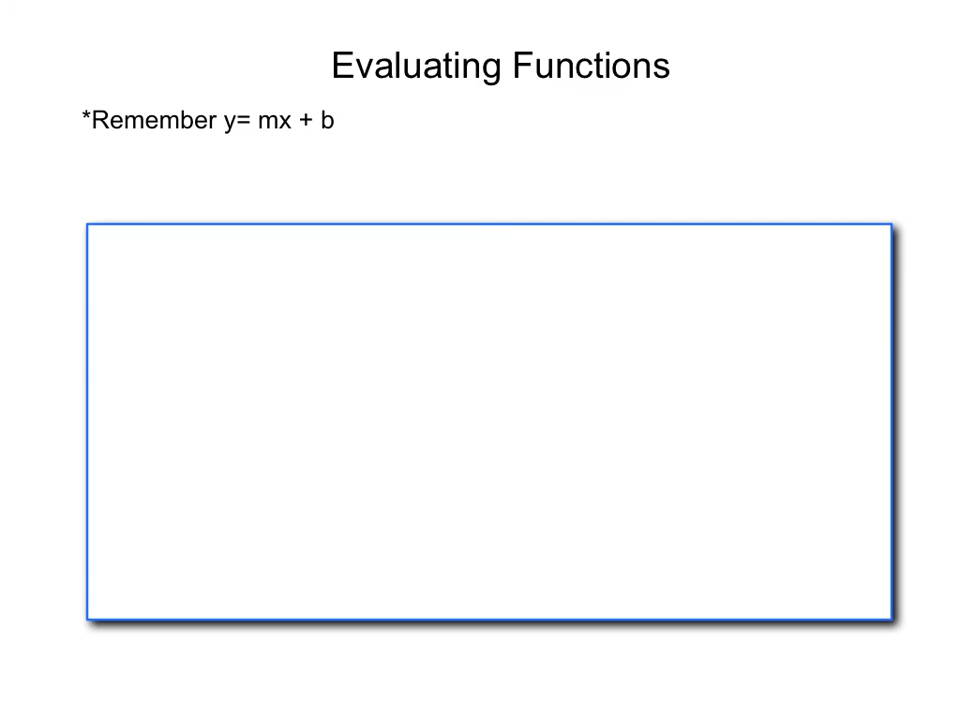 Evaluating Functions
*Remember y= mx + b